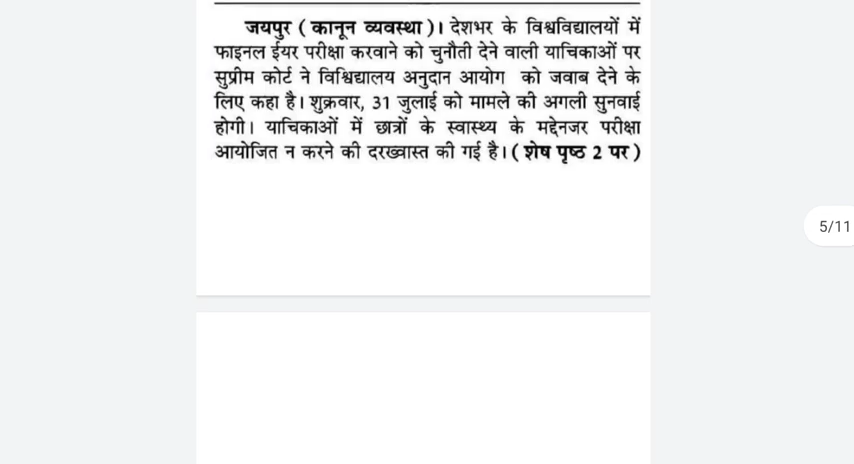 जयपुर ( कानून व्यवस्था )। देशभर के विश्वविद्यालयों में
फाइनल ईयर परीक्षा करवाने को चुनौती देने वाली याचिकाओं पर
सुप्रीम कोर्ट ने विश्विद्यालय अनुदान आयोग को जवाब देने के
लिए कहा है। शुक्रवार, 31 जुलाई को मामले की अगली सुनवाई
होगी। याचिकाओं में छात्रों के स्वास्थ्य के मद्देनजर परीक्षा
आयोजित न करने की दरख्वास्त की गई है। ( शेष पृष्ठ 2 पर )
5/11